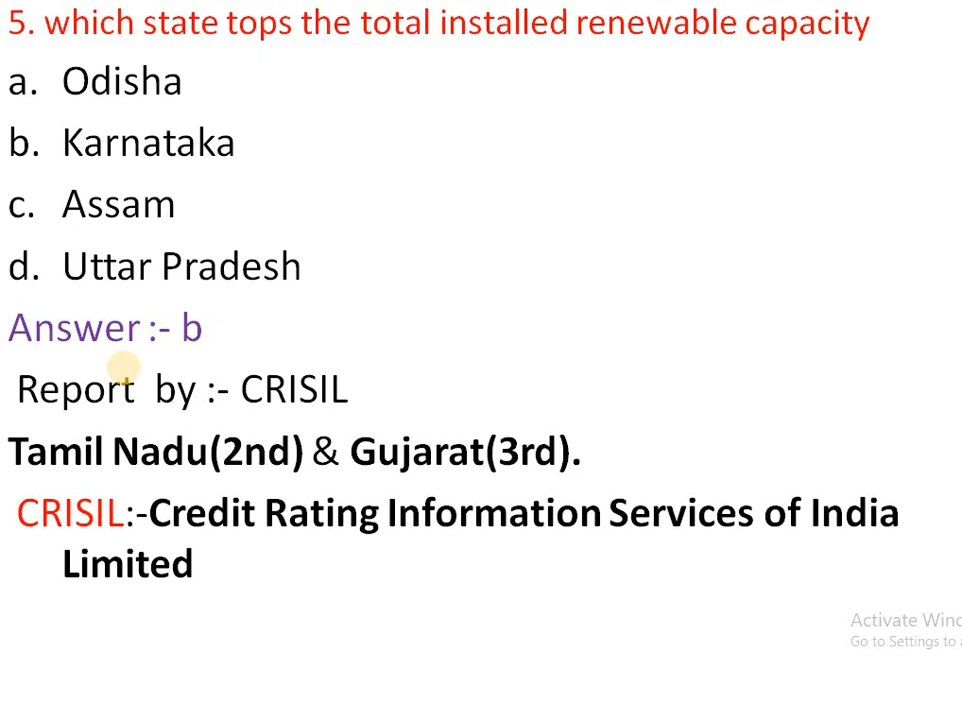 5. which state tops the total installed renewable capacity
a. Odisha
b. Karnataka
c. Assam
d. Uttar Pradesh
Answer :- b
Report by :- CRISIL
Tamil Nadu(2nd) & Gujarat(3rd).
CRISIL:-Credit Rating Information Services of India
Limited
Activate Winc
Go to Settings to